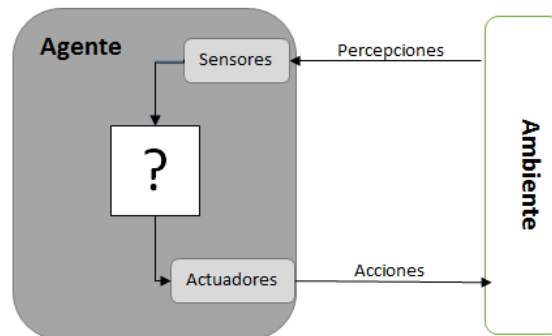 Agente
Sensores
Percepciones
?
Ambiente
Actuadores
Acciones